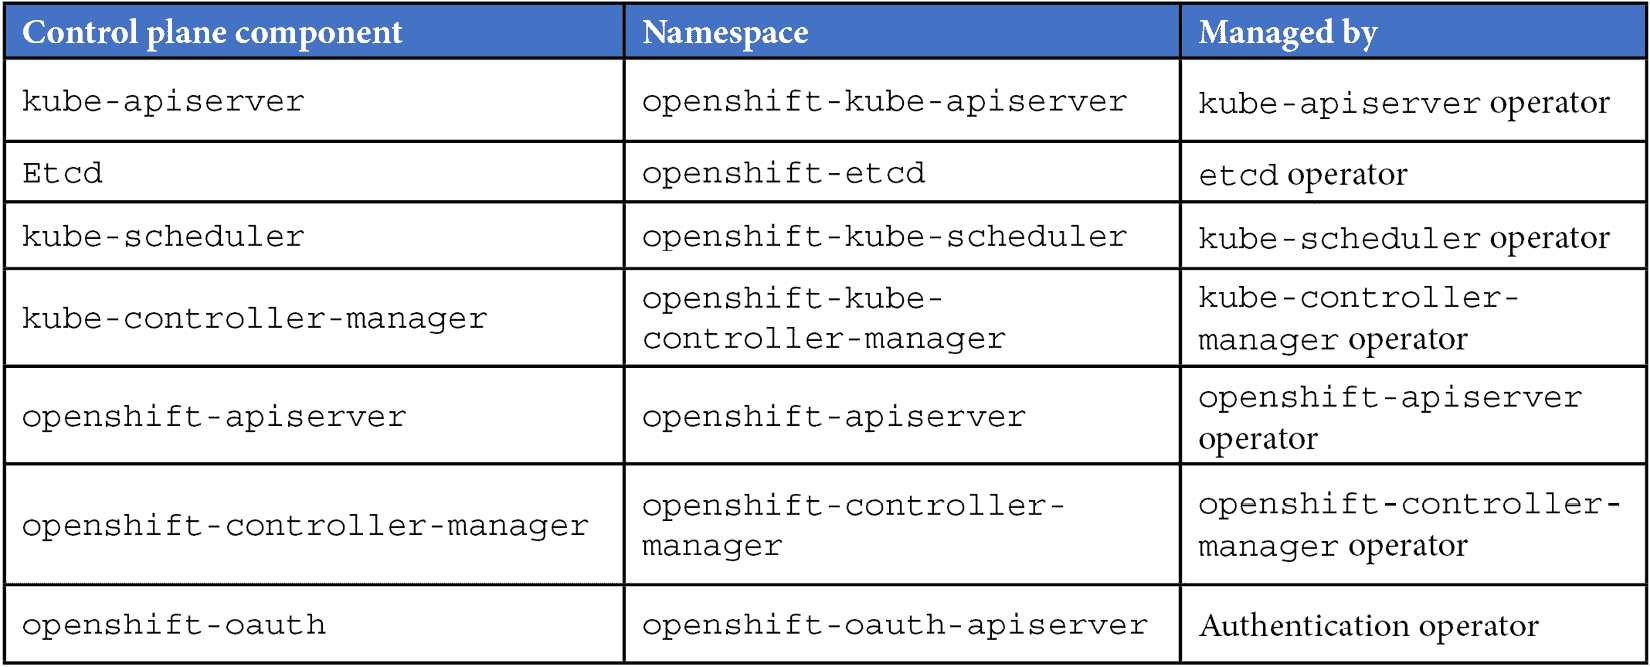 Control plane component Namespace Managed by
kube-apiserver openshift-kube-apiserver kube-apiserver operator
Etcd openshift-etcd etcd operator
kube-scheduler openshift-kube-scheduler kube-scheduler operator
kube-controller-manager
openshift-kube-
controller-manager
kube-controller-
manager operator
openshift-apiserver openshift-apiserver
openshift-apiserver
operator
openshift-controller-manager
openshift-controller-
manager
openshift-controller-
manager operator
openshift-oauth openshift-oauth-apiserver Authentication operator